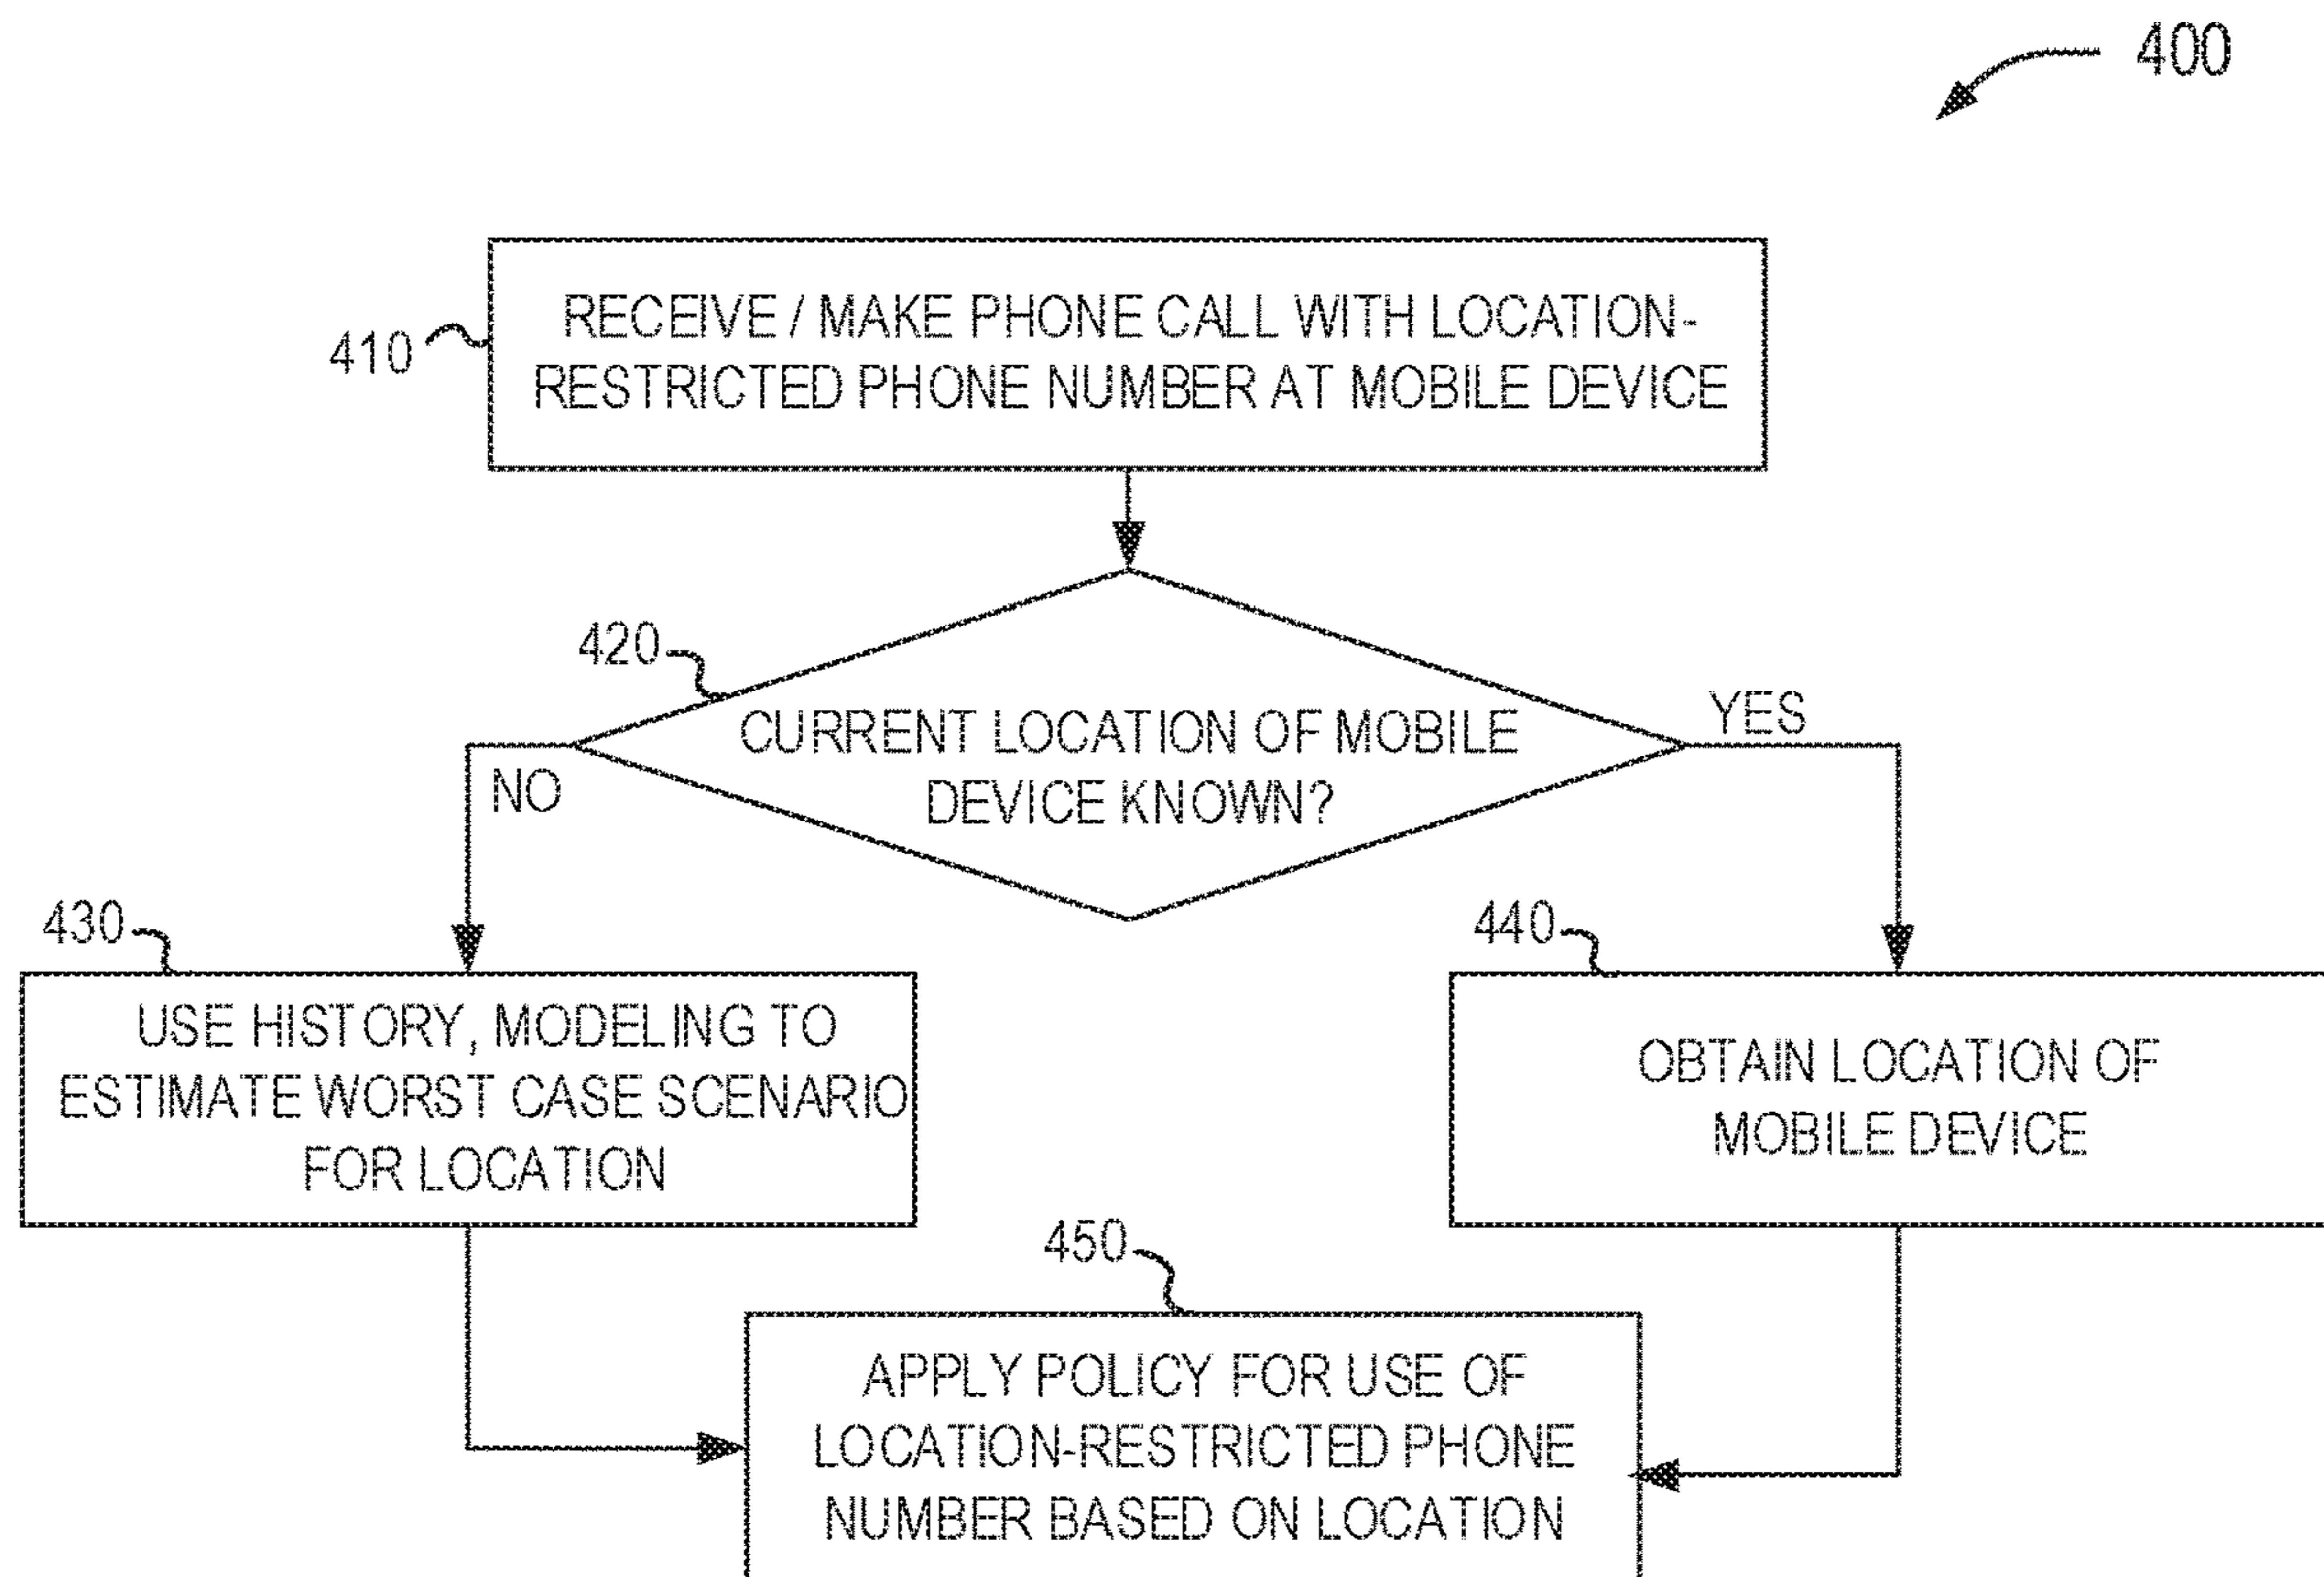 400
410
RECEIVE / MAKE PHONE CALL WITH LOCATION-
RESTRICTED PHONE NUMBER AT MOBILE DEVICE
420
CURRENT LOCATION OF MOBILE
DEVICE KNOWN?
YES
NO
430
USE HISTORY, MODELING TO
ESTIMATE WORST CASE SCENARIO
FOR LOCATION
440
OBTAIN LOCATION OF
MOBILE DEVICE
450
APPLY POLICY FOR USE OF
LOCATION-RESTRICTED PHONE
NUMBER BASED ON LOCATION